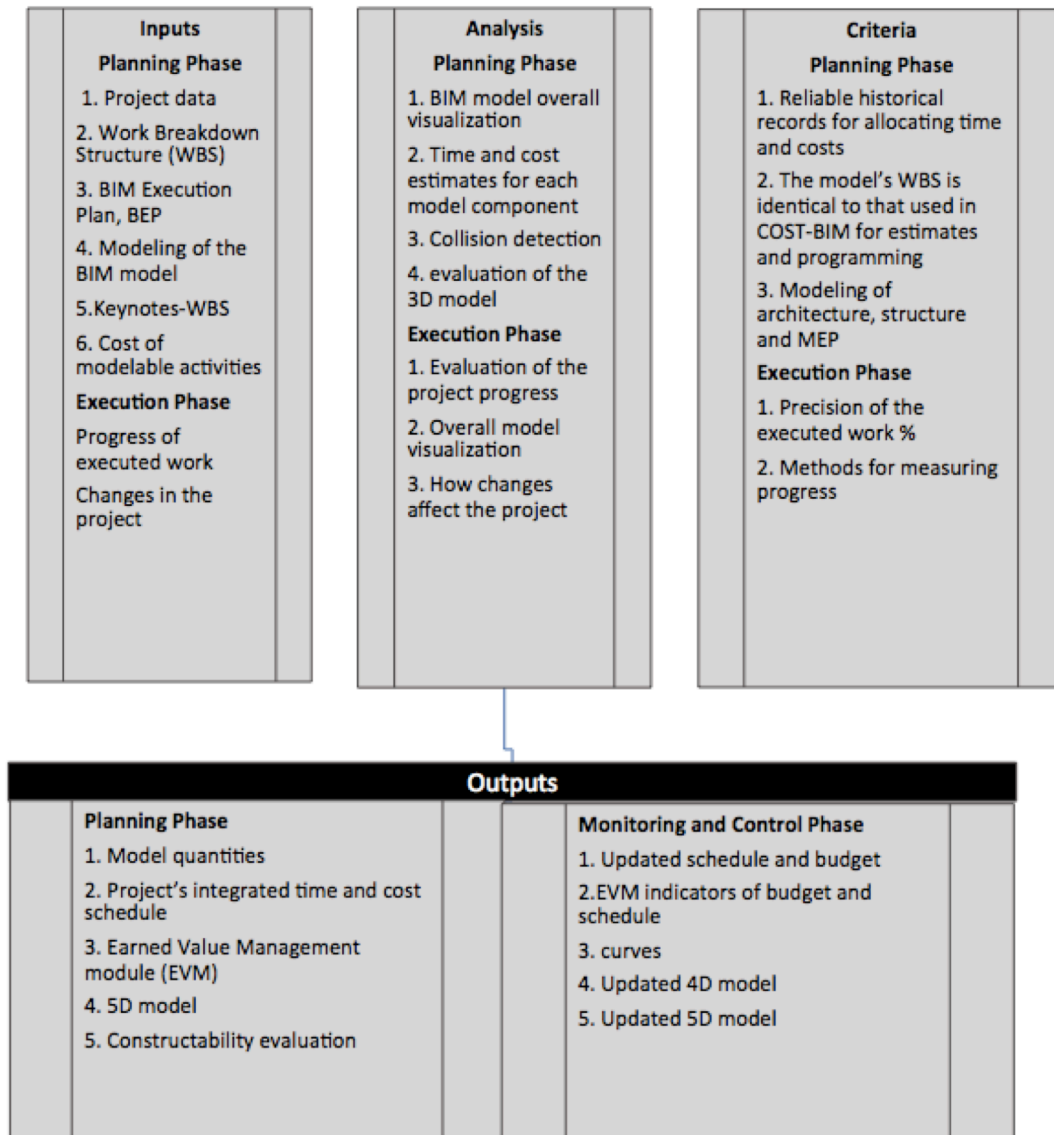 Inputs
Planning Phase
1. Project data
2. Work Breakdown
Structure (WBS)
3. BIM Execution
Plan, BEP
4. Modeling of the
BIM model
5.Keynotes-WBS
6. Cost of
modelable activities
Execution Phase
Progress of
executed work
Changes in the
project
Analysis
Planning Phase
1. BIM model overall
visualization
2. Time and cost
estimates for each
model component
3. Collision detection
4. evaluation of the
3D model
Execution Phase
1. Evaluation of the
project progress
2. Overall model
visualization
3. How changes
affect the project
Criteria
Planning Phase
1. Reliable historical
records for allocating time
and costs
2. The model’s WBS is
identical to that used in
COST-BIM for estimates
and programming
3. Modeling of
architecture, structure
and MEP
Execution Phase
1. Precision of the
executed work %
2. Methods for measuring
progress
Outputs
Planning Phase
1. Model quantities
2. Project’s integrated time and cost
schedule
3. Earned Value Management
module (EVM)
4. 5D model
5. Constructability evaluation
Monitoring and Control Phase
1. Updated schedule and budget
2.EVM indicators of budget and
schedule
3. curves
4. Updated 4D model
5. Updated 5D model